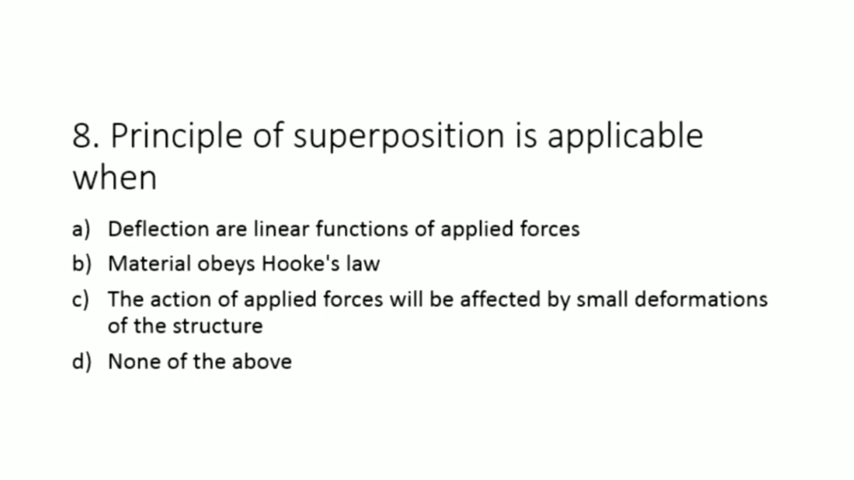 8. Principle of superposition is applicable
when
a) Deflection are linear functions of applied forces
b) Material obeys Hooke's law
c) The action of applied forces will be affected by small deformations
of the structure
d) None of the above